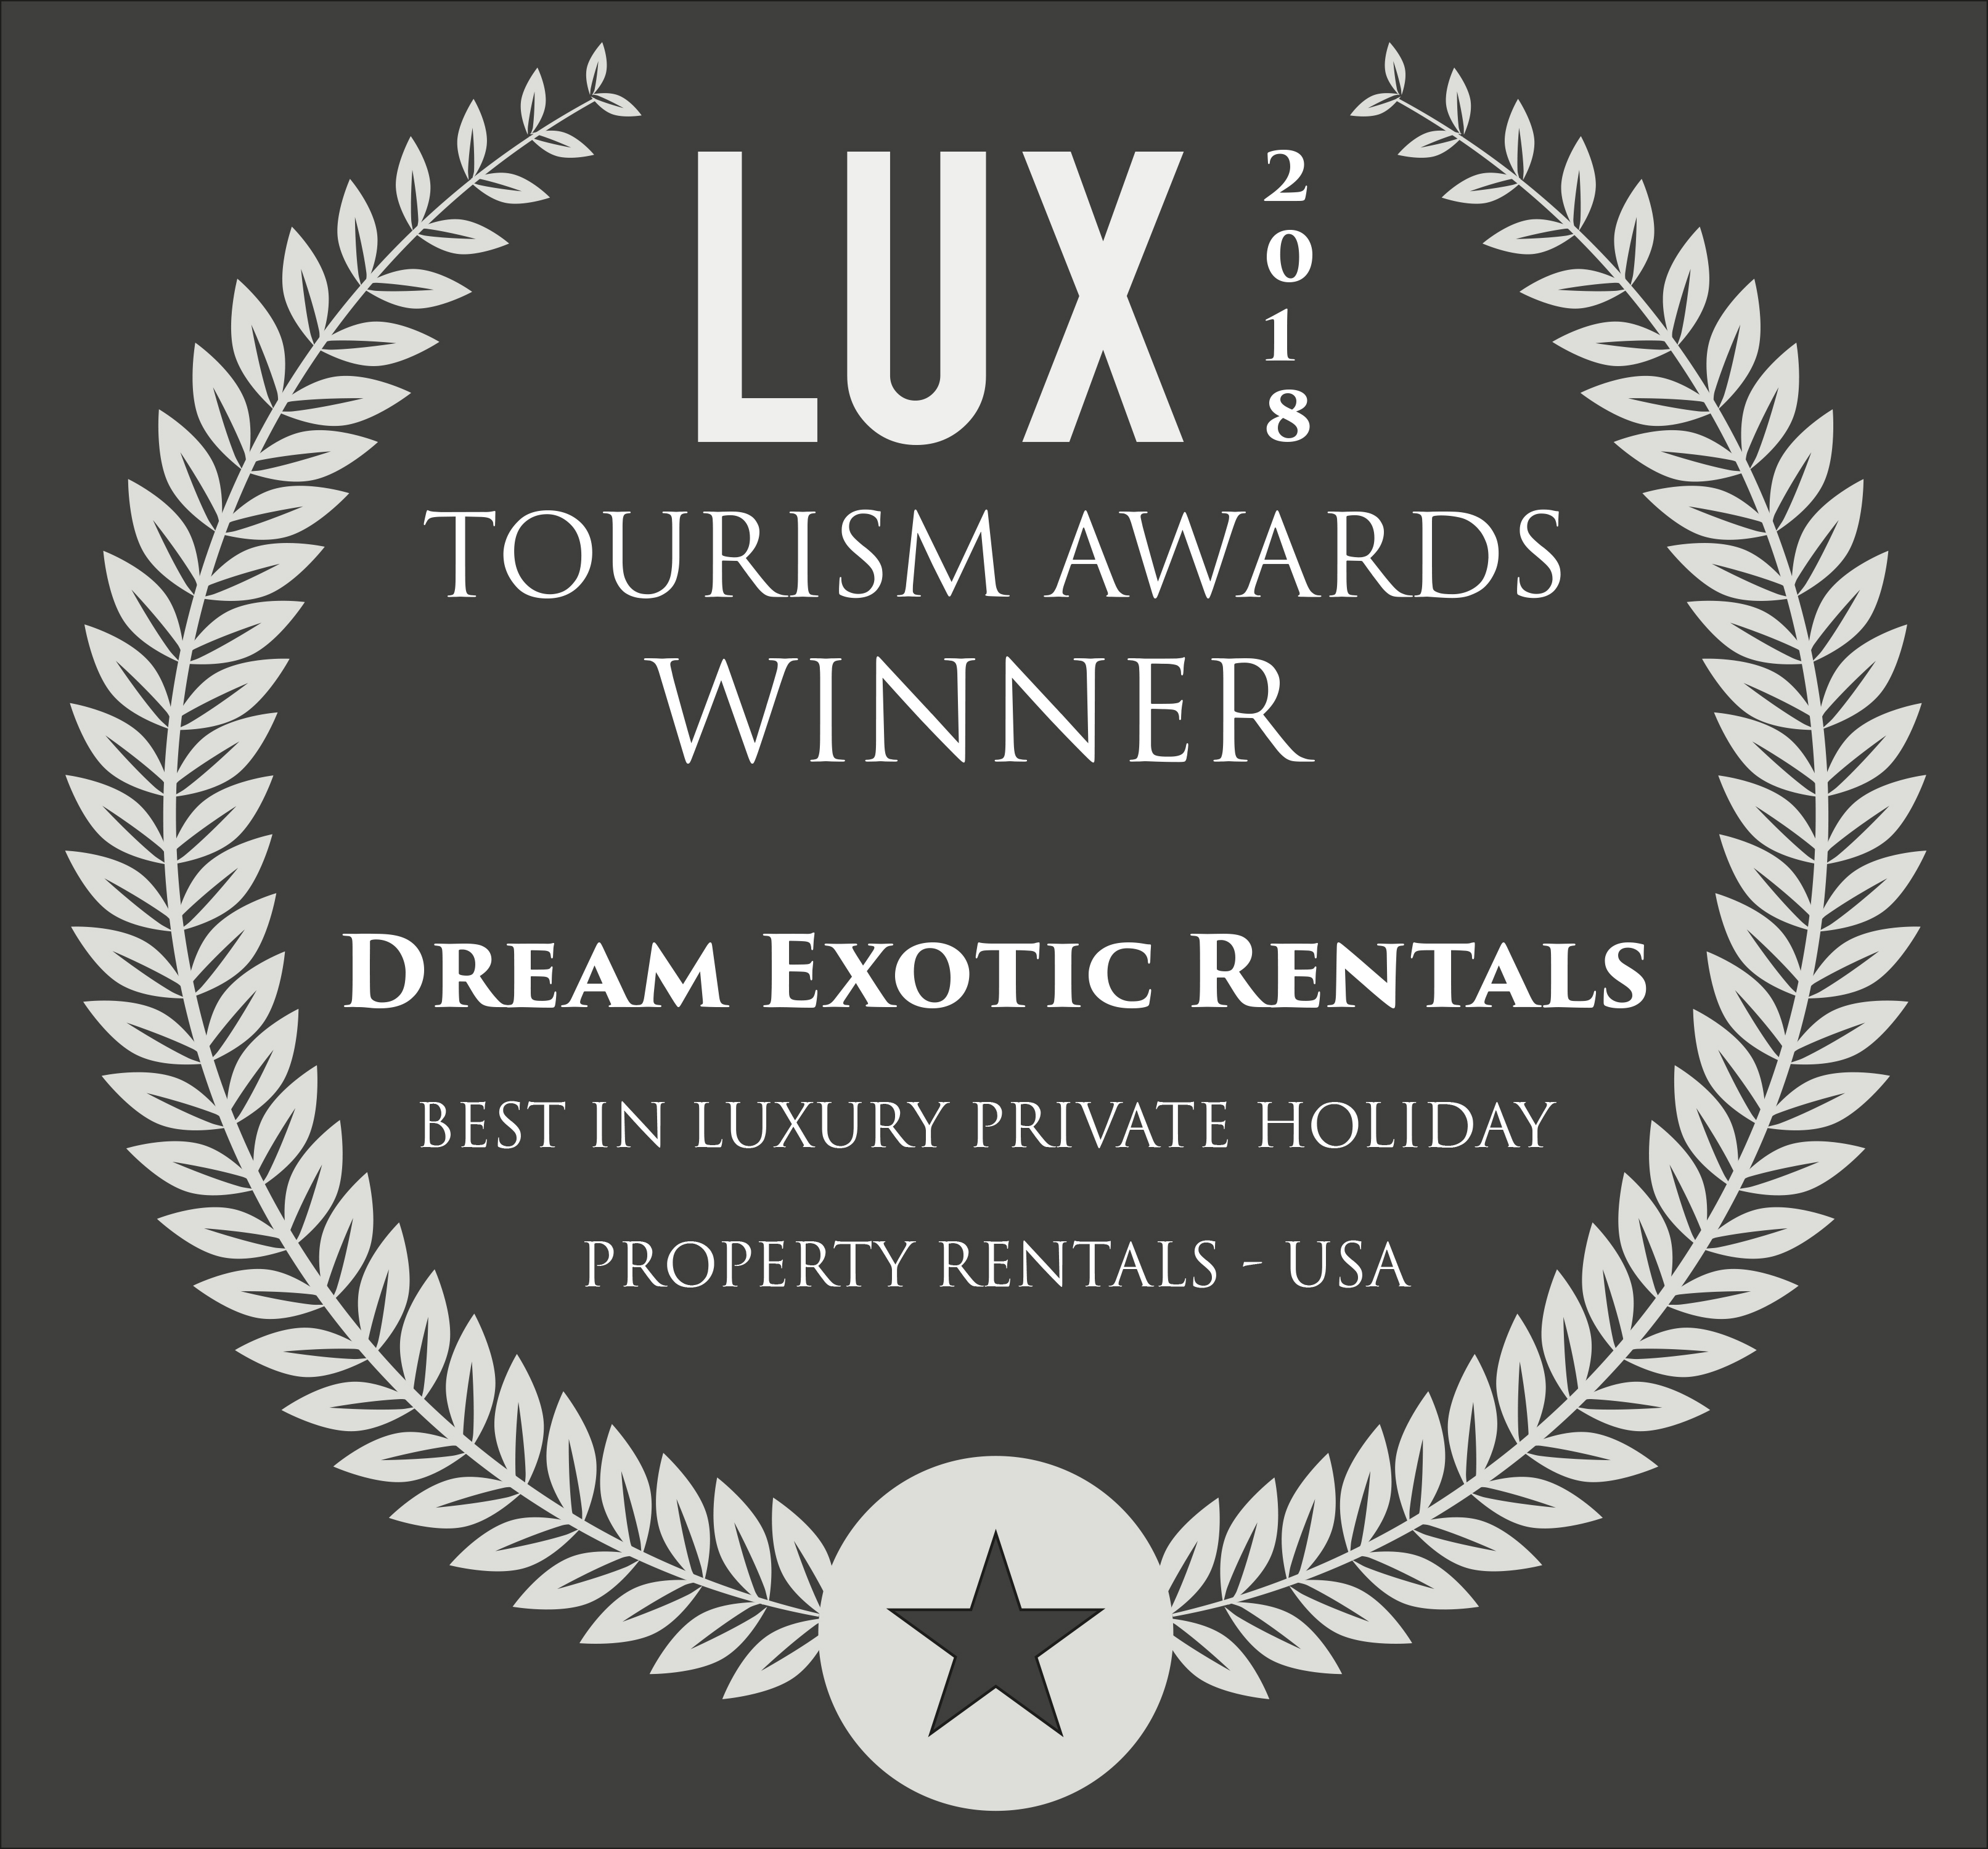 LUX 2018
TOURISM AWARDS
WINNER
DREAM EXOTIC RENTALS
BEST IN LUXURY PRIVATE HOLIDAY
PROPERTY RENTALS - USA